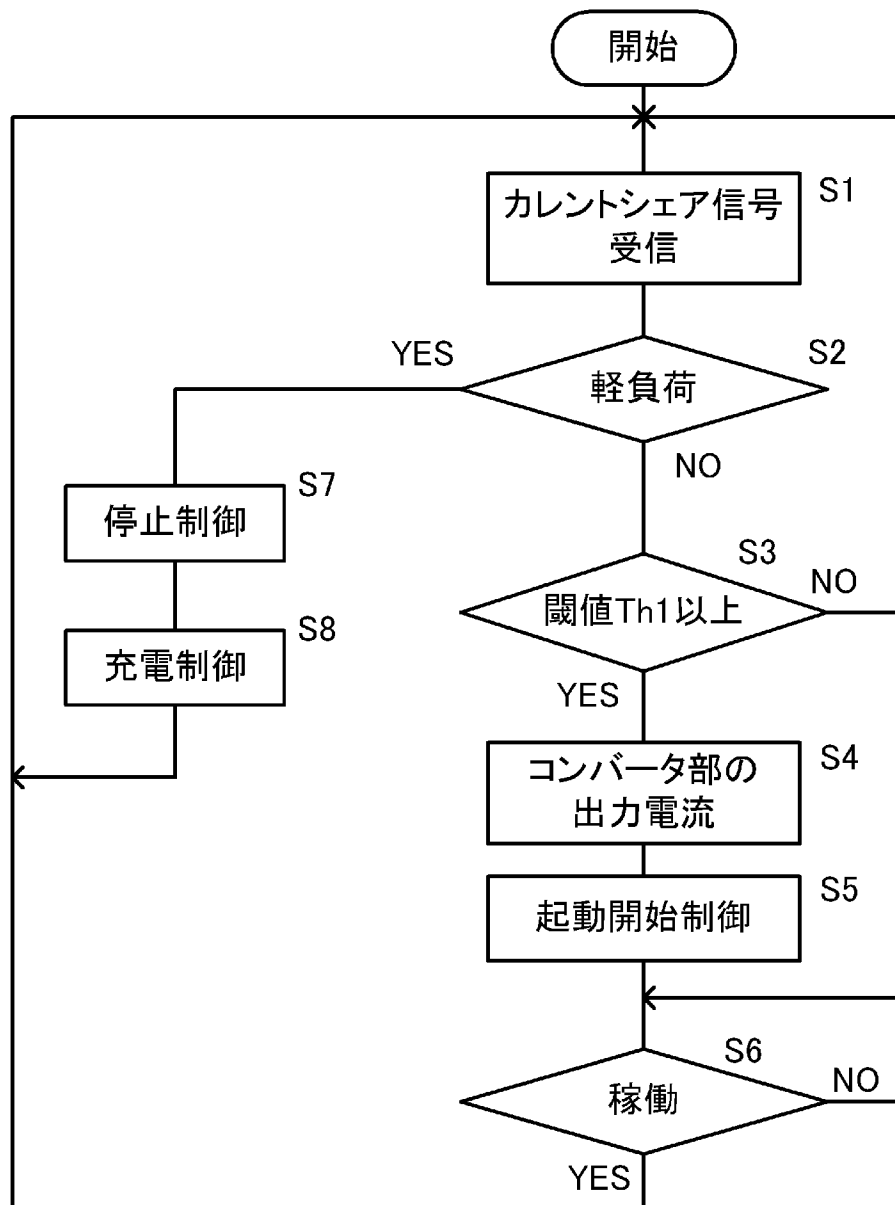 開始
カレントシェア信号
受信
S1
YES
S2
軽負荷
NO
S7
停止制御
S3
NO
閾値Th1以上
S8
充電制御
YES
コンバータ部の
出力電流
S4
起動開始制御
S5
S6
NO
稼働
YES